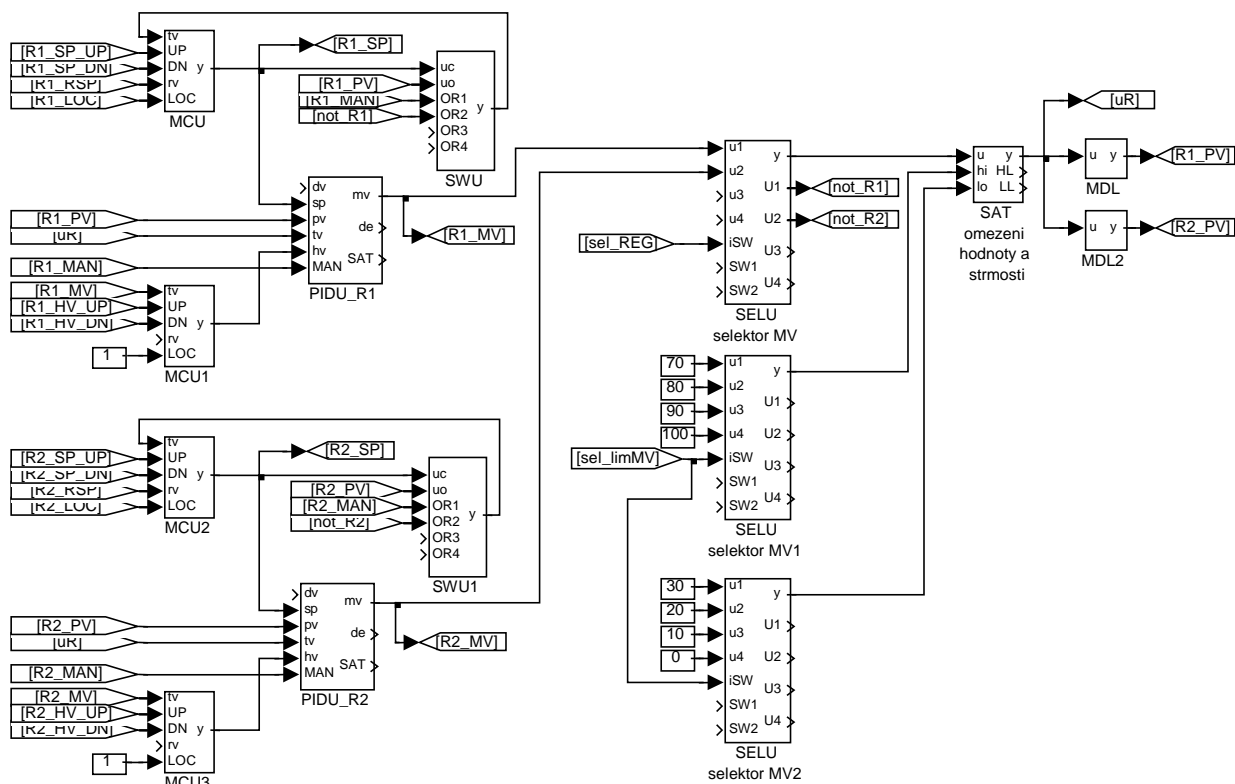 tv
[R1_SP_UP]
UP
[R1_SP_DN]
DN
y
[R1_RSP]
rv
[R1_LOC]
LOC
MCU
[R1_SP]
[R1_PV]
[R1_MAN]
[not_R1]
uc
uo
OR1
OR2
OR3
OR4
y
SWU
[R1_PV]
[uR]
[R1_MAN]
dv
sp
pv
tv
hv
MAN
mv
de
SAT
PIDU_R1
[R1_MV]
[R1_MV]
[R1_HV_UP]
[R1_HV_DN]
1
tv
UP
DN
y
rv
LOC
MCU1
[sel_REG]
u1
u2
u3
u4
iSW
SW1
SW2
y
U1
U2
U3
U4
SELU
selektor MV
[not_R1]
[not_R2]
u
hi
lo
y
HL
LL
SAT
omezeni
hodnoty a
strmosti
[uR]
u y
MDL
[R1_PV]
u y
MDL2
[R2_PV]
70
80
90
100
[sel_limMV]
u1
u2
u3
u4
iSW
SW1
SW2
y
U1
U2
U3
U4
SELU
selektor MV1
30
20
10
0
u1
u2
u3
u4
iSW
SW1
SW2
y
U1
U2
U3
U4
SELU
selektor MV2
[R2_SP_UP]
[R2_SP_DN]
[R2_RSP]
[R2_LOC]
tv
UP
DN
y
rv
LOC
MCU2
[R2_SP]
[R2_PV]
[R2_MAN]
[not_R2]
uc
uo
OR1
OR2
OR3
OR4
y
SWU1
[R2_PV]
[uR]
[R2_MAN]
dv
sp
pv
tv
hv
MAN
mv
de
SAT
PIDU_R2
[R2_MV]
[R2_MV]
[R2_HV_UP]
[R2_HV_DN]
1
tv
UP
DN
y
rv
LOC
MCU3